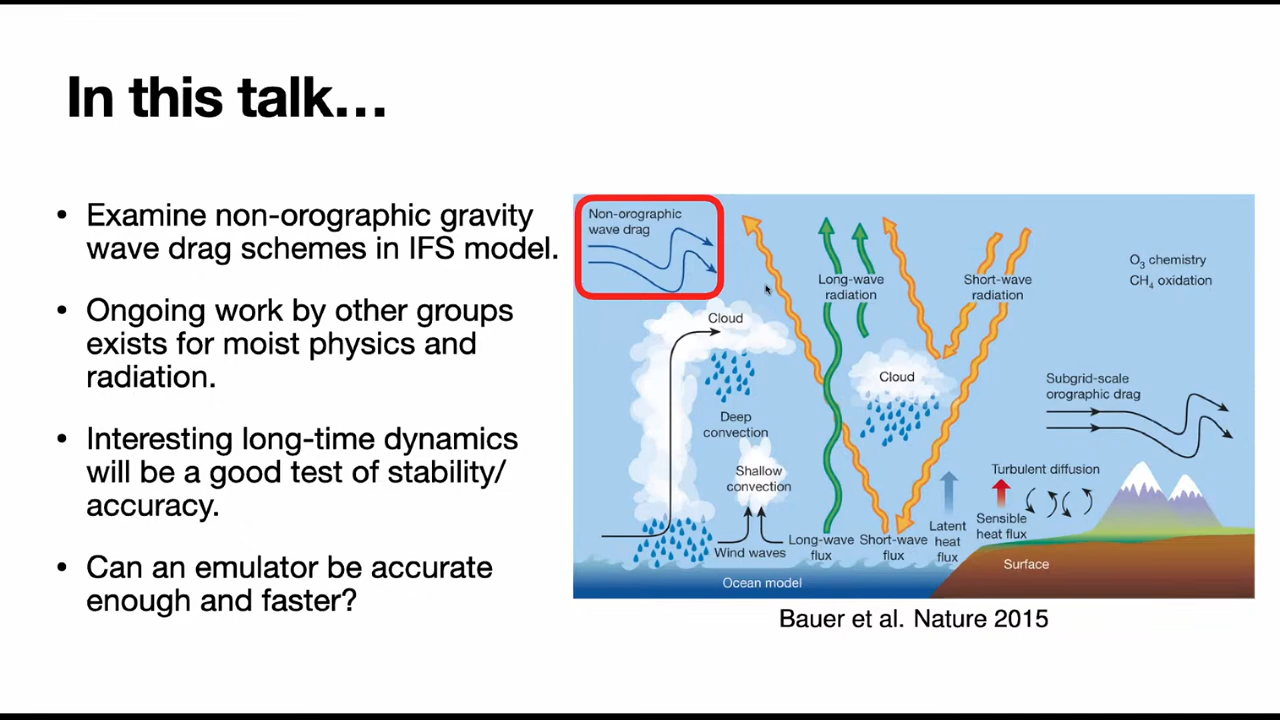 In this talk…
• Examine non-orographic gravity
wave drag schemes in IFS model.
• Ongoing work by other groups
exists for moist physics and
radiation.
• Interesting long-time dynamics
will be a good test of stability/
accuracy.
• Can an emulator be accurate
enough and faster?
Non-orographic
wave drag
Cloud
Deep
convection
Shallow
convection
Wind waves
Ocean model
Long-wave
radiation
Short-wave
radiation
O3 chemistry
CH4 oxidation
Cloud
Subgrid-scale
orographic drag
Turbulent diffusion
Long-wave
flux
Short-wave
flux
Latent
heat
flux
Sensible
heat flux
Surface
Bauer et al. Nature 2015